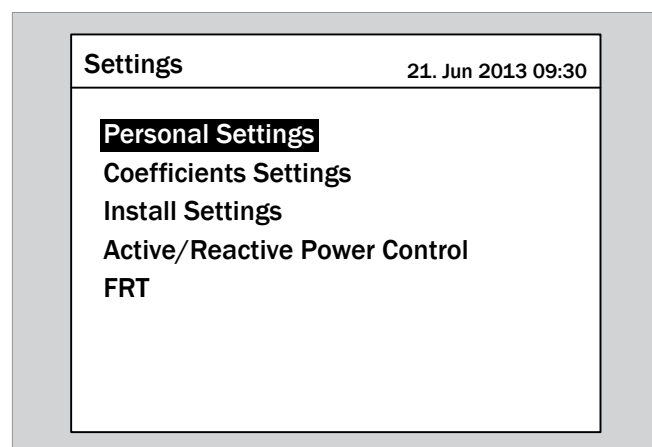 Settings 21. Jun 2013 09:30
Personal Settings
Coefficients Settings
Install Settings
Active/Reactive Power Control
FRT